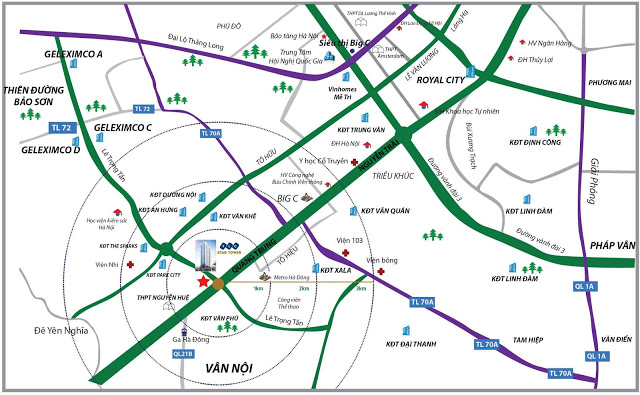 PHÚ ĐÔ
THPT DL Lương Thế Vinh
ĐH Lao Động Xã Hội
Láng Hạ
Đại Lộ Thăng Long
Bảo tàng Hà Nội
Siêu thị Big C
THPT
Amsterdam
HV Ngân Hàng
ĐH Thủy Lợi
GELEXIMCO A
Trung Tâm
Hội Nghị Quốc Gia
LÊ VĂN LƯƠNG
ROYAL CITY
PHƯƠNG MAI
THIÊN ĐƯỜNG
BẢO SƠN
Vinhomes
Mễ Trì
TL 72
Khoa học Tự nhiên
TL 72
GELEXIMCO C
TL 70A
KĐT TRUNG VĂN
Bùi Xương Trạch
KĐT ĐỊNH CÔNG
GELEXIMCO D
Lê Trọng Tấn
TỐ HỮU
ĐH Hà Nội
NGUYỄN TRÃI
Y học Cổ Truyền
Đường vành đai 3
Giải Phóng
HV Công nghệ
Bưu Chính Viễn thông
TRIỀU KHÚC
KĐT DƯƠNG NỘI
BIG C
KĐT AN HƯNG
KĐT VĂN KHÊ
KĐT VĂN QUÁN
KĐT LINH ĐÀM
Học viện kiểm sát
Hà Nội
Đường vành đai 3
KĐT THE SPARKS
FLC
STAR TOWER
QUANG TRUNG
TÔ HIỆU
Viện 103
PHÁP VÂN
Viện Nhi
KĐT PARK CITY
Metro Hà Đông
KĐT XALA
Viện bỏng
KĐT LINH ĐÀM
1km
2km
3km
QL 1A
THPT NGUYỄN HUỆ
Công viên
Thể thao
TL 70A
Đê Yên Nghĩa
KĐT VĂN PHÚ
Lê Trọng Tấn
Ga Hà Đông
KĐT ĐẠI THANH
TL 70A
TAM HIỆP
VĂN ĐIỂN
QL21B
QL 1A
VÂN NỘI
TL 70A